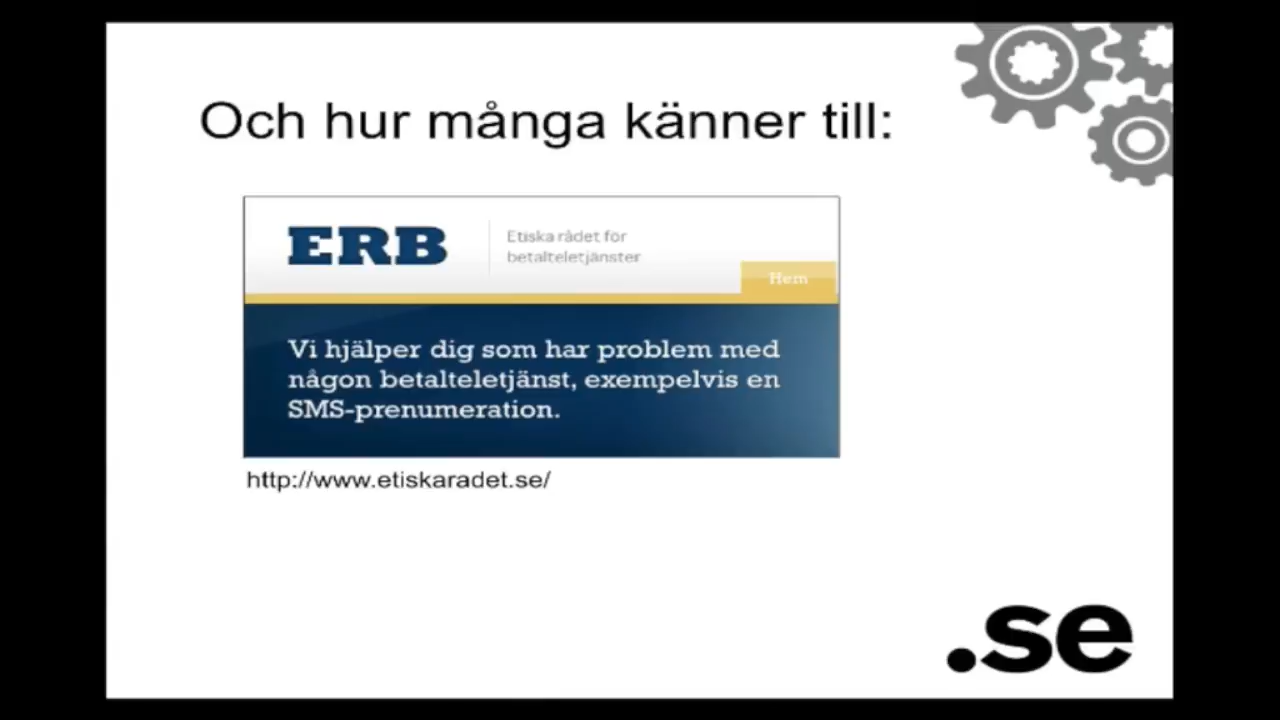 Och hur många känner till:
ERB
Etiska rådet för
betalteletjänster
Hem
Vi hjälper dig som har problem med
någon betalteletjänst, exempelvis en
SMS-prenumeration.
http://www.etiskaradet.se/
.se